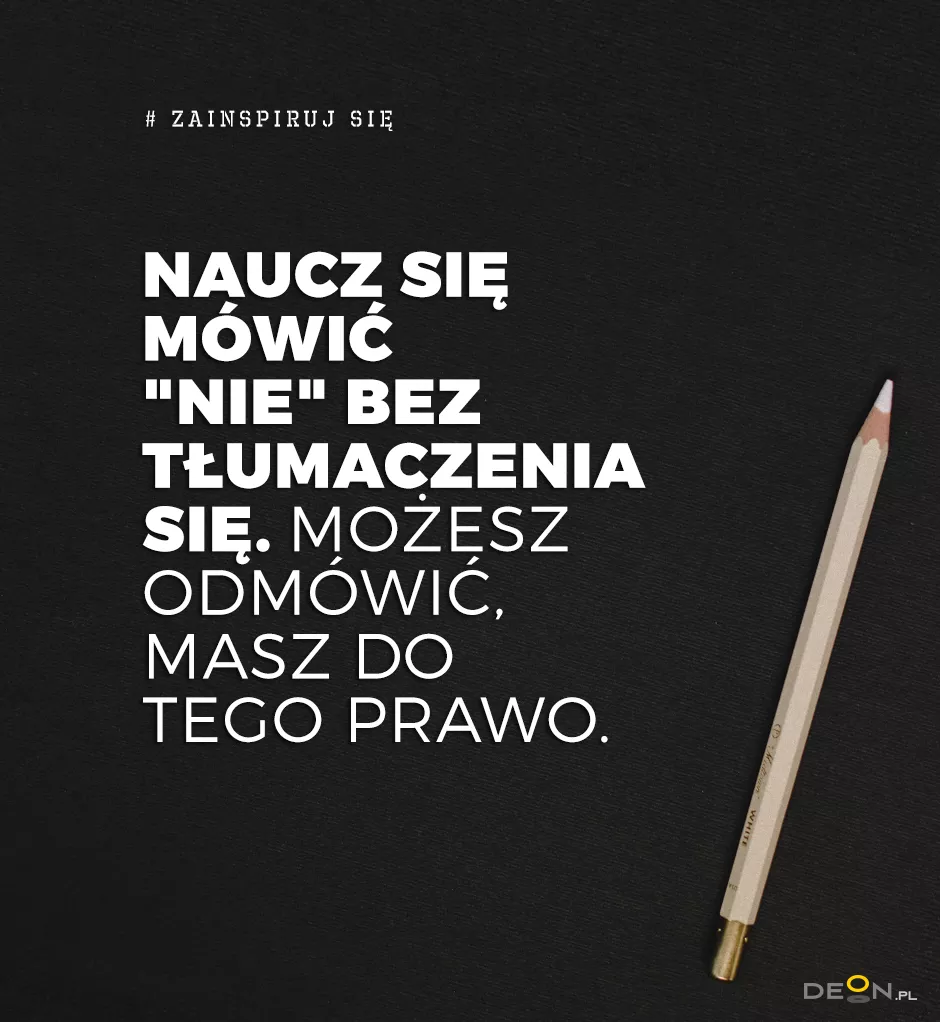 # ZAINSPIRUJ SIĘ
NAUCZ SIĘ
MÓWIĆ
"NIE" BEZ
TŁUMACZENIA
SIĘ. MOŻESZ
ODMÓWIĆ,
MASZ DO
TEGO PRAWO.
WHITE
DEON.PL